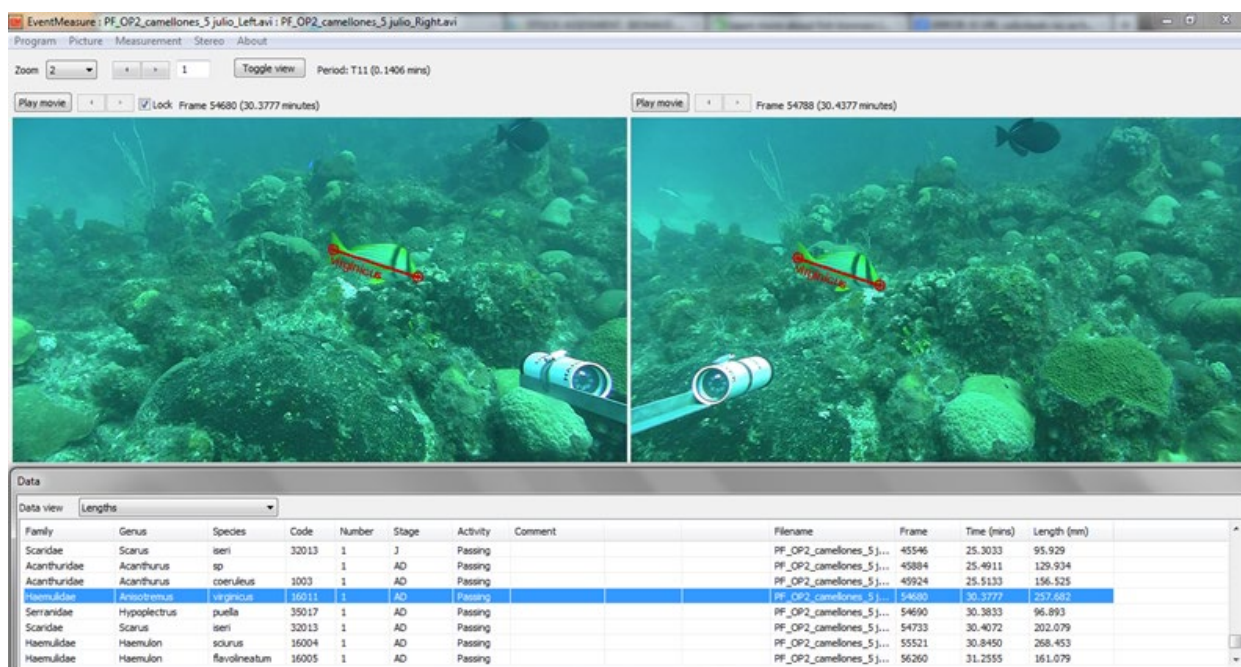 EventMeasure : PF_OP2_camellones_5 julio_Left.avi : PF_OP2_camellones_5 julio_Right.avi
Program Picture Measurement Stereo About
Zoom 2 1 Toggle view Period: T11 (0.1406 mins)
Play movie Lock Frame 54680 (30.3777 minutes) Play movie Frame 54788 (30.4377 minutes)
Virginicus Virginicus
Data
Data view Lengths
Family Genus Species Code Number Stage Activity Comment Filename Frame Time (mins) Length (mm)
Scaridae Scarus iseri 32013 1 J Passing PF_OP2_camellones_5 j... 45546 25.3033 95.929
Acanthuridae Acanthurus sp 1 AD Passing PF_OP2_camellones_5 j... 45884 25.4911 129.934
Acanthuridae Acanthurus coeruleus 1003 1 AD Passing PF_OP2_camellones_5 j... 45924 25.5133 156.525
Haemulidae Anisotremus virginicus 16011 1 AD Passing PF_OP2_camellones_5 j... 54680 30.3777 257.682
Serranidae Hypoplectrus puella 35017 1 AD Passing PF_OP2_camellones_5 j... 54690 30.3833 96.893
Scaridae Scarus iseri 32013 1 AD Passing PF_OP2_camellones_5 j... 54733 30.4072 202.079
Haemulidae Haemulon sciurus 16004 1 AD Passing PF_OP2_camellones_5 j... 55521 30.8450 268.453
Haemulidae Haemulon flavolineatum 16005 1 AD Passing PF_OP2_camellones_5 j... 56260 31.2555 161.079